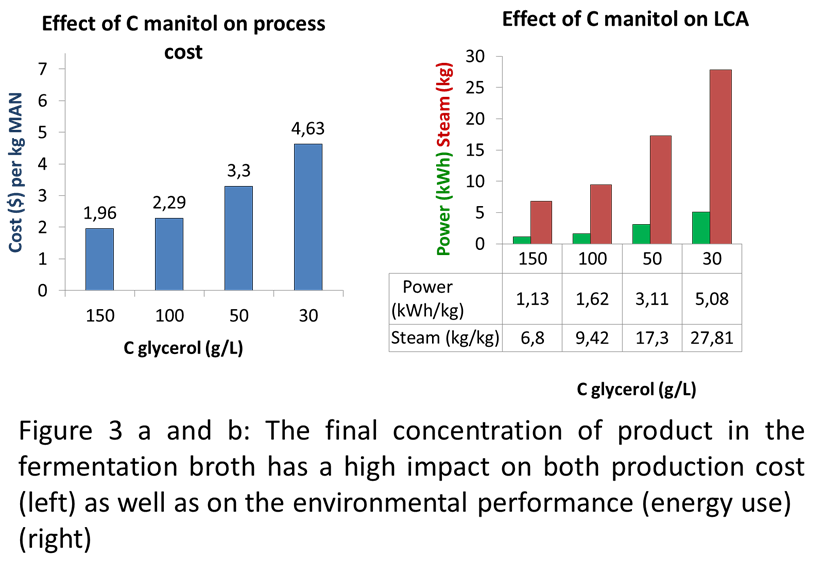 Effect of C manitol on process
cost
Cost ($) per kg MAN
7
6
5
4
3
2
1
0
1,96
2,29
3,3
4,63
150 100 50 30
C glycerol (g/L)
Effect of C manitol on LCA
Power (kWh) Steam (kg)
30
25
20
15
10
5
0
150 100 50 30
Power
(kWh/kg) 1,13 1,62 3,11 5,08
Steam (kg/kg) 6,8 9,42 17,3 27,81
C glycerol (g/L)
Figure 3 a and b: The final concentration of product in the
fermentation broth has a high impact on both production cost
(left) as well as on the environmental performance (energy use)
(right)